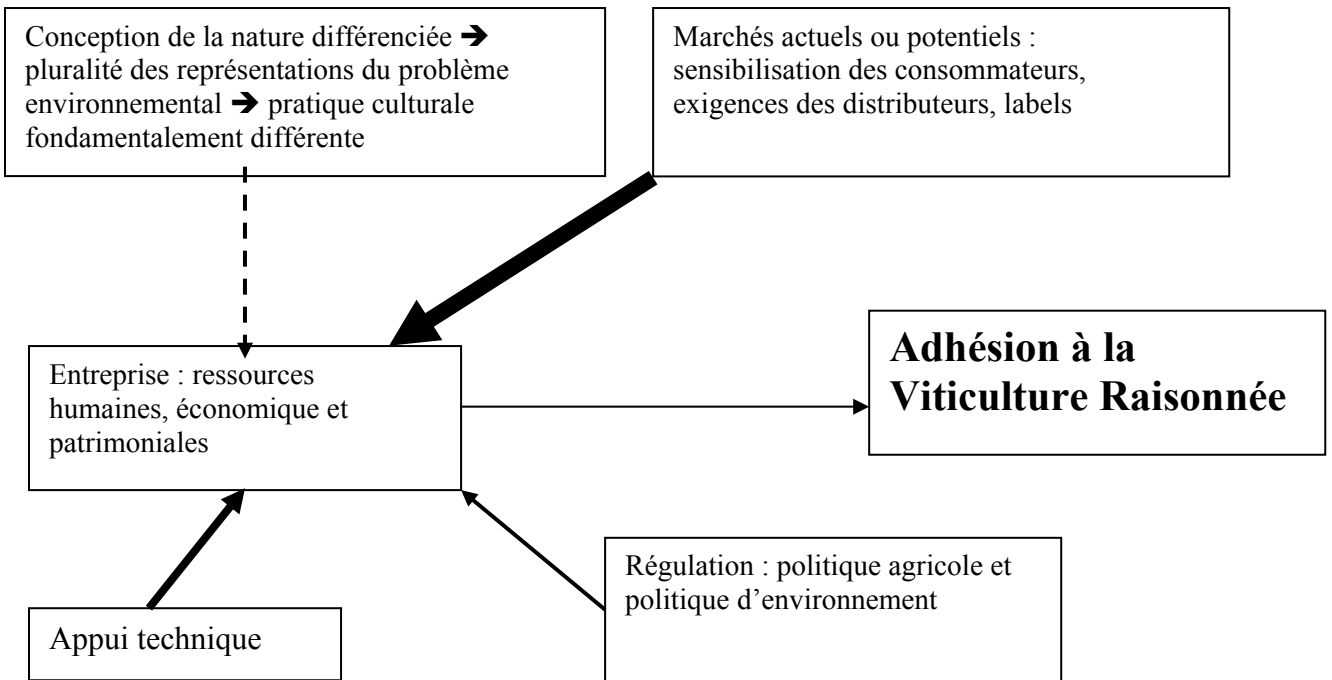 Conception de la nature différenciée ➔
pluralité des représentations du problème
environnemental ➔ pratique culturale
fondamentalement différente
Marchés actuels ou potentiels :
sensibilisation des consommateurs,
exigences des distributeurs, labels
Entreprise : ressources
humaines, économique et
patrimoniales
Adhésion à la
Viticulture Raisonnée
Régulation : politique agricole et
politique d’environnement
Appui technique